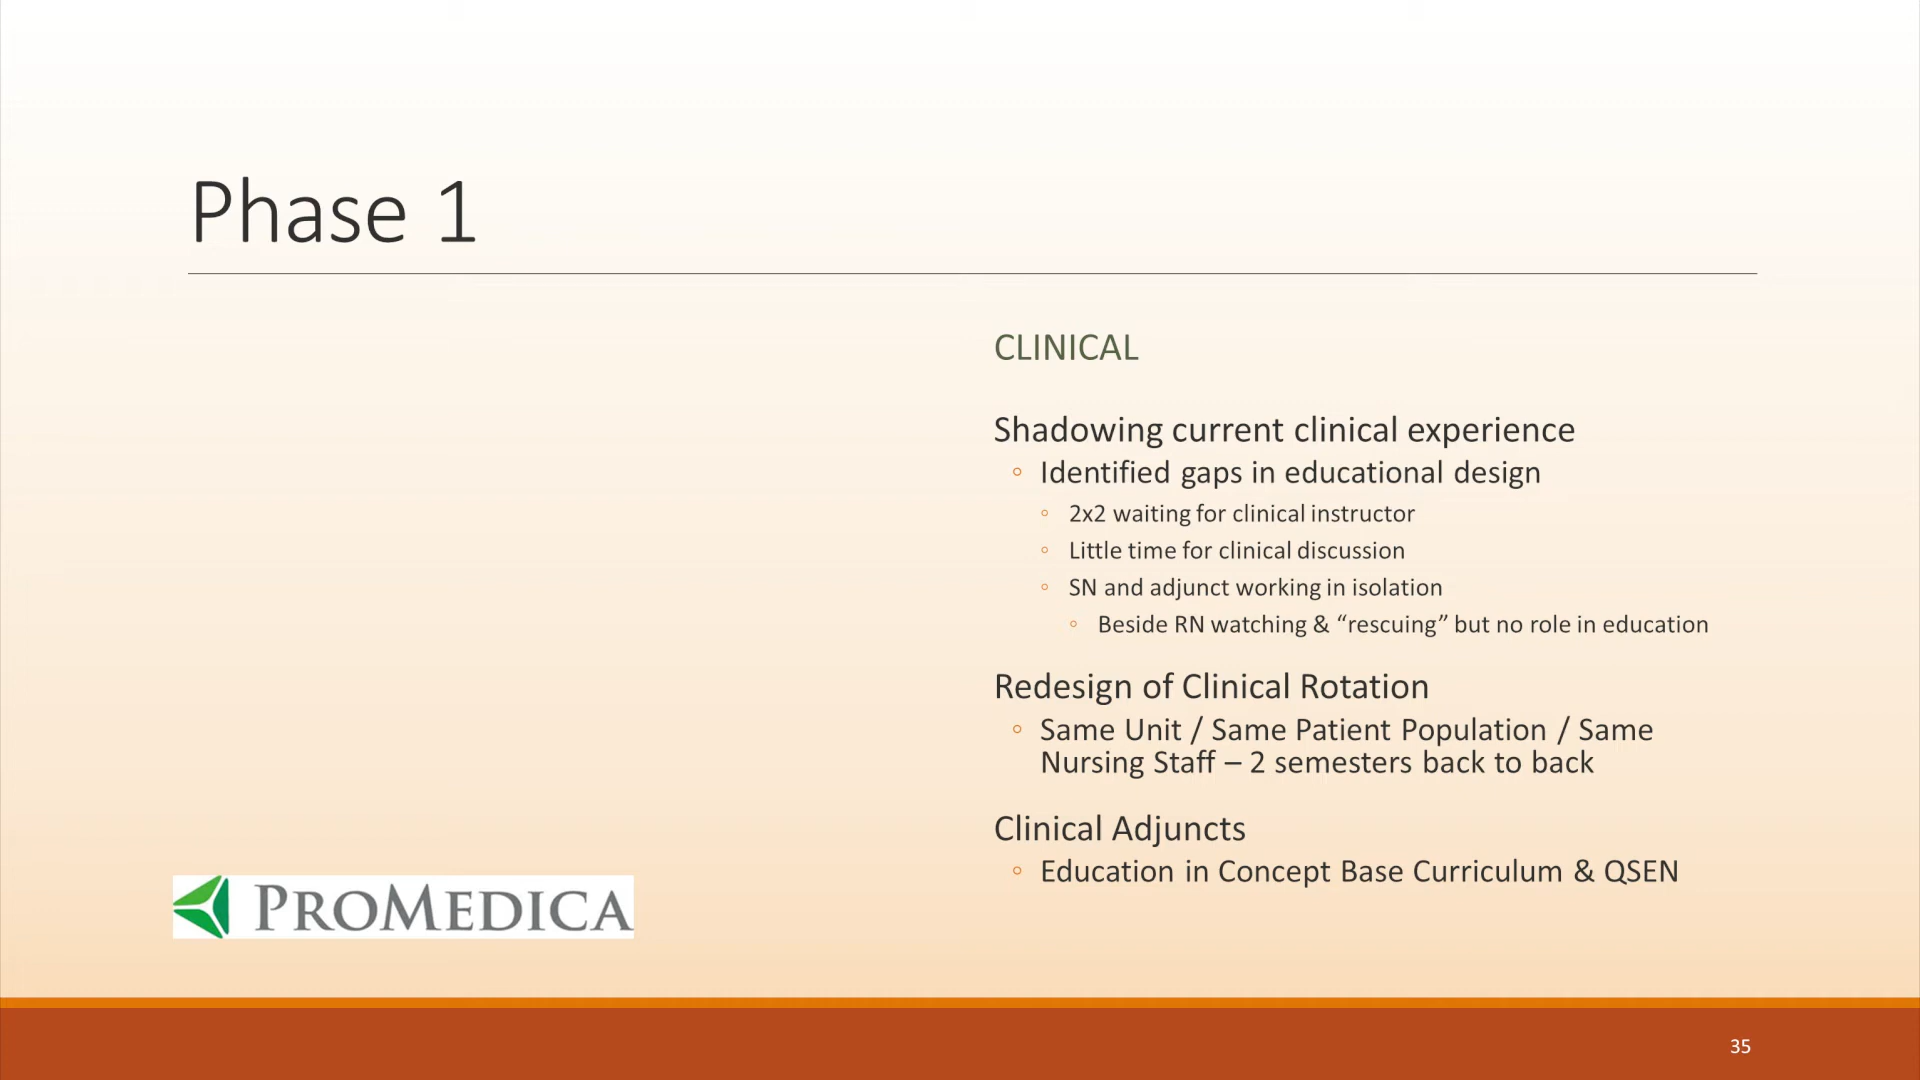 Phase 1
CLINICAL
Shadowing current clinical experience
◦ Identified gaps in educational design
◦ 2x2 waiting for clinical instructor
◦ Little time for clinical discussion
◦ SN and adjunct working in isolation
◦ Beside RN watching & “rescuing” but no role in education
Redesign of Clinical Rotation
◦ Same Unit / Same Patient Population / Same
Nursing Staff – 2 semesters back to back
Clinical Adjuncts
◦ Education in Concept Base Curriculum & QSEN
PROMEDICA
35